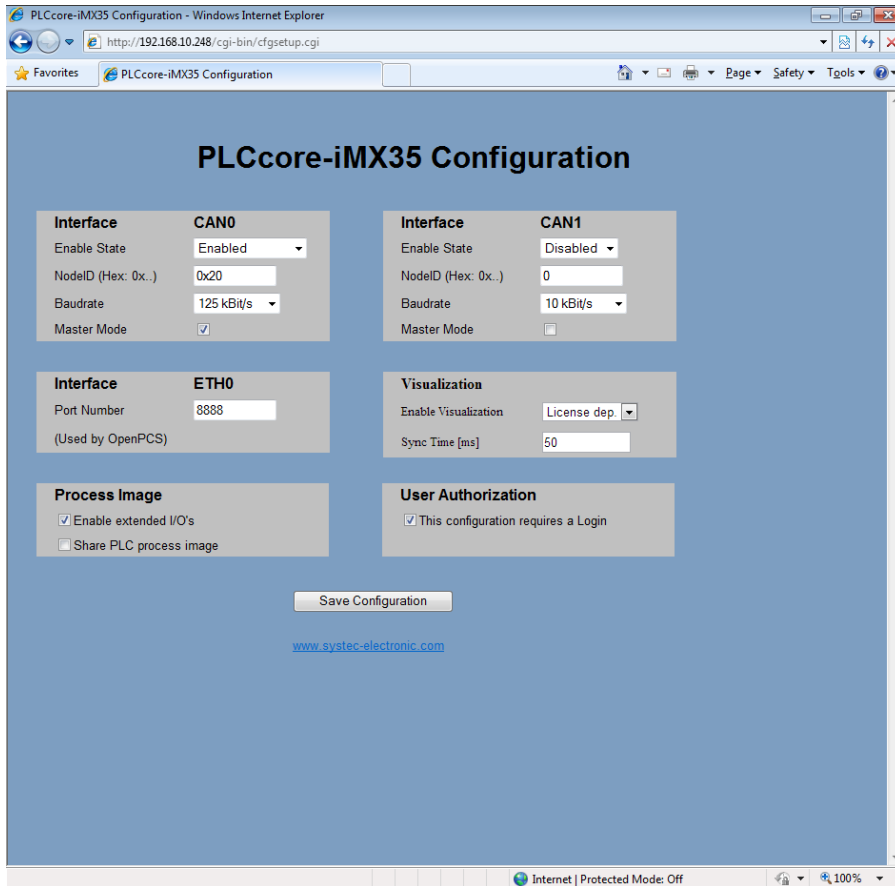 PLCcore-iMX35 Configuration - Windows Internet Explorer
http://192.168.10.248/cgi-bin/cfgsetup.cgi
Favorites
PLCcore-iMX35 Configuration
Page
Safety
Tools
PLCcore-iMX35 Configuration
Interface CAN0
Enable State Enabled
NodeID (Hex: 0x..) 0x20
Baudrate 125 kBit/s
Master Mode
Interface CAN1
Enable State Disabled
NodeID (Hex: 0x..) 0
Baudrate 10 kBit/s
Master Mode
Interface ETH0
Port Number 8888
(Used by OpenPCS)
Visualization
Enable Visualization License dep.
Sync Time [ms] 50
Process Image
Enable extended I/O's
Share PLC process image
User Authorization
This configuration requires a Login
Save Configuration
www.systec-electronic.com
Internet | Protected Mode: Off
100%